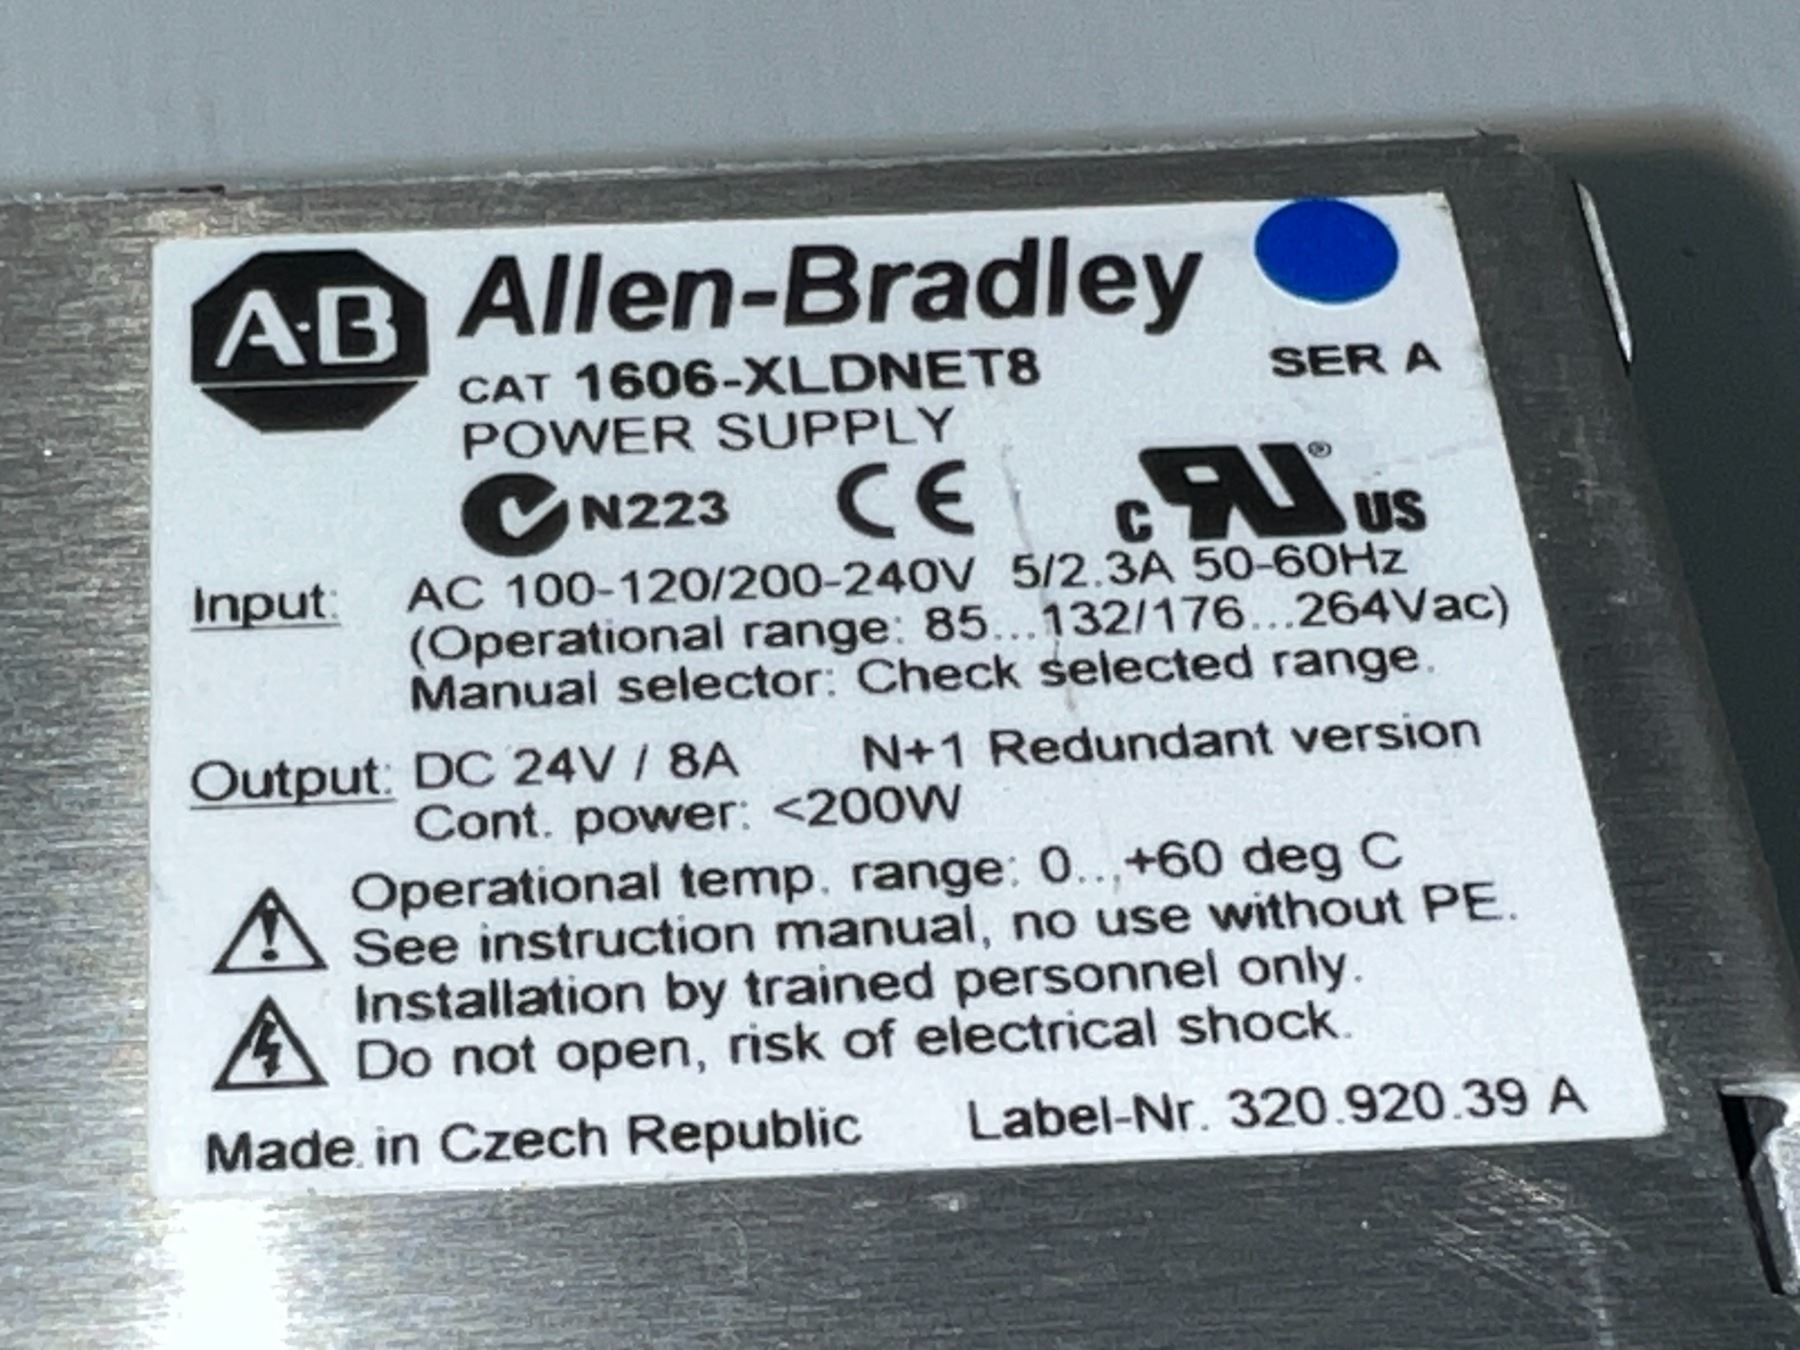 A·B Allen-Bradley
CAT 1606-XLDNET8 SER A
POWER SUPPLY
N223 CE c RU® US
Input: AC 100-120/200-240V 5/2.3A 50-60Hz
(Operational range: 85...132/176...264Vac)
Manual selector: Check selected range.
Output: DC 24V / 8A N+1 Redundant version
Cont. power: <200W
Operational temp. range: 0...+60 deg C
See instruction manual, no use without PE.
Installation by trained personnel only.
Do not open, risk of electrical shock.
Made in Czech Republic Label-Nr. 320.920.39 A